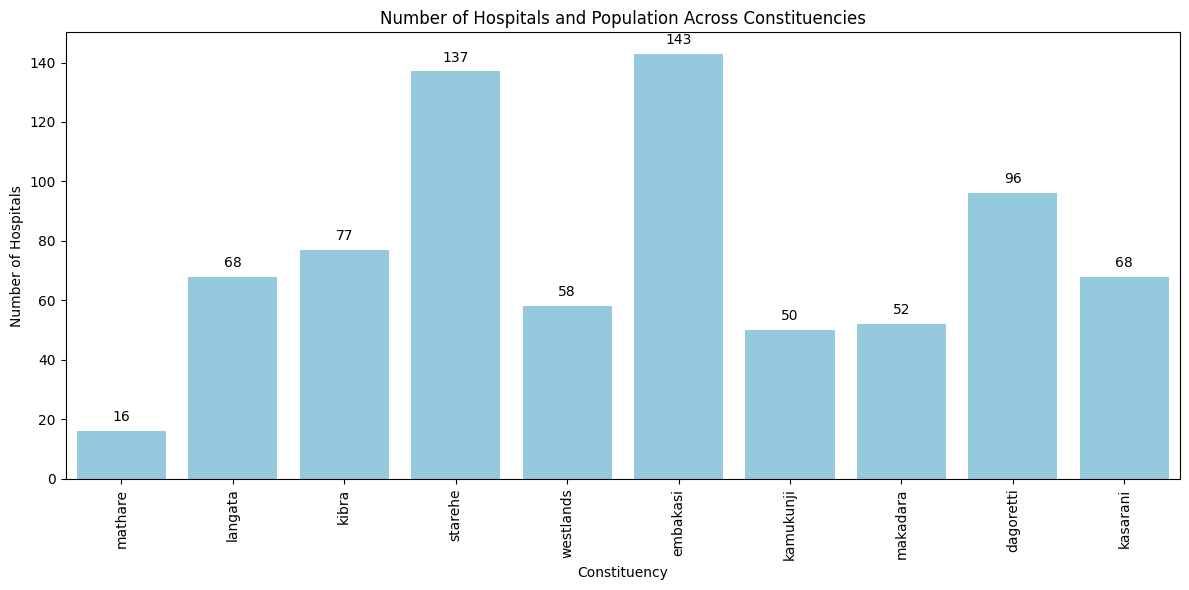 Number of Hospitals and Population Across Constituencies
Number of Hospitals
140
120
100
80
60
40
20
0
16
68
77
137
58
143
50
52
96
68
mathare
langata
kibra
starehe
westlands
embakasi
kamukunji
makadara
dagoretti
kasarani
Constituency